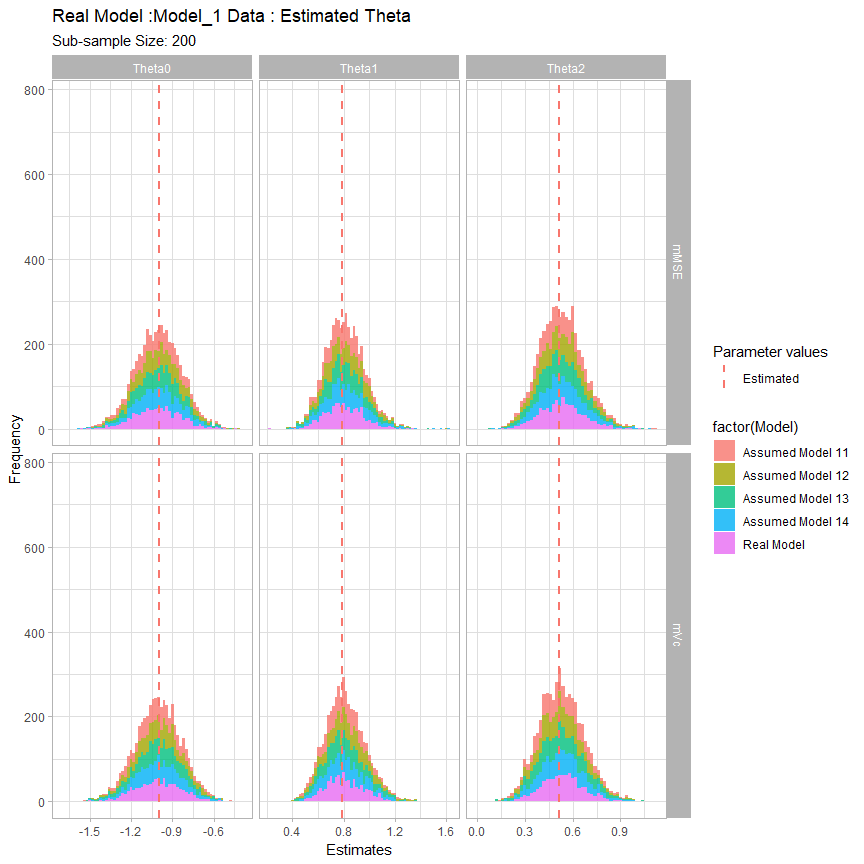 Real Model :Model_1 Data : Estimated Theta
Sub-sample Size: 200
Theta0 Theta1 Theta2
800
600
400
200
0
mMSE
800
600
400
200
0
mVc
Frequency
-1.5 -1.2 -0.9 -0.6 0.4 0.8 1.2 1.6 0.0 0.3 0.6 0.9
Estimates
Parameter values
Estimated
factor(Model)
Assumed Model 11
Assumed Model 12
Assumed Model 13
Assumed Model 14
Real Model